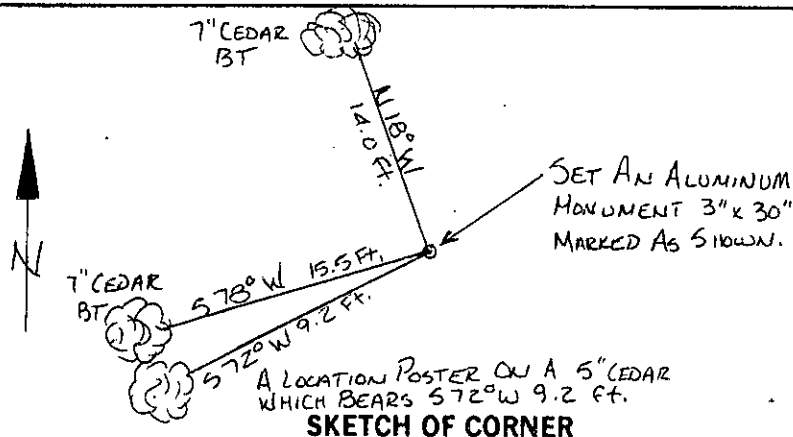 7" CEDAR
BT
N 18° W
14.0 Ft.
SET AN ALUMINUM
MONUMENT 3" x 30"
MARKED AS SHOWN.
N
7" CEDAR
BT
S 78° W 15.5 Ft.
S 72° W 9.2 Ft.
A LOCATION POSTER ON A 5" CEDAR
WHICH BEARS S 72° W 9.2 Ft.
SKETCH OF CORNER